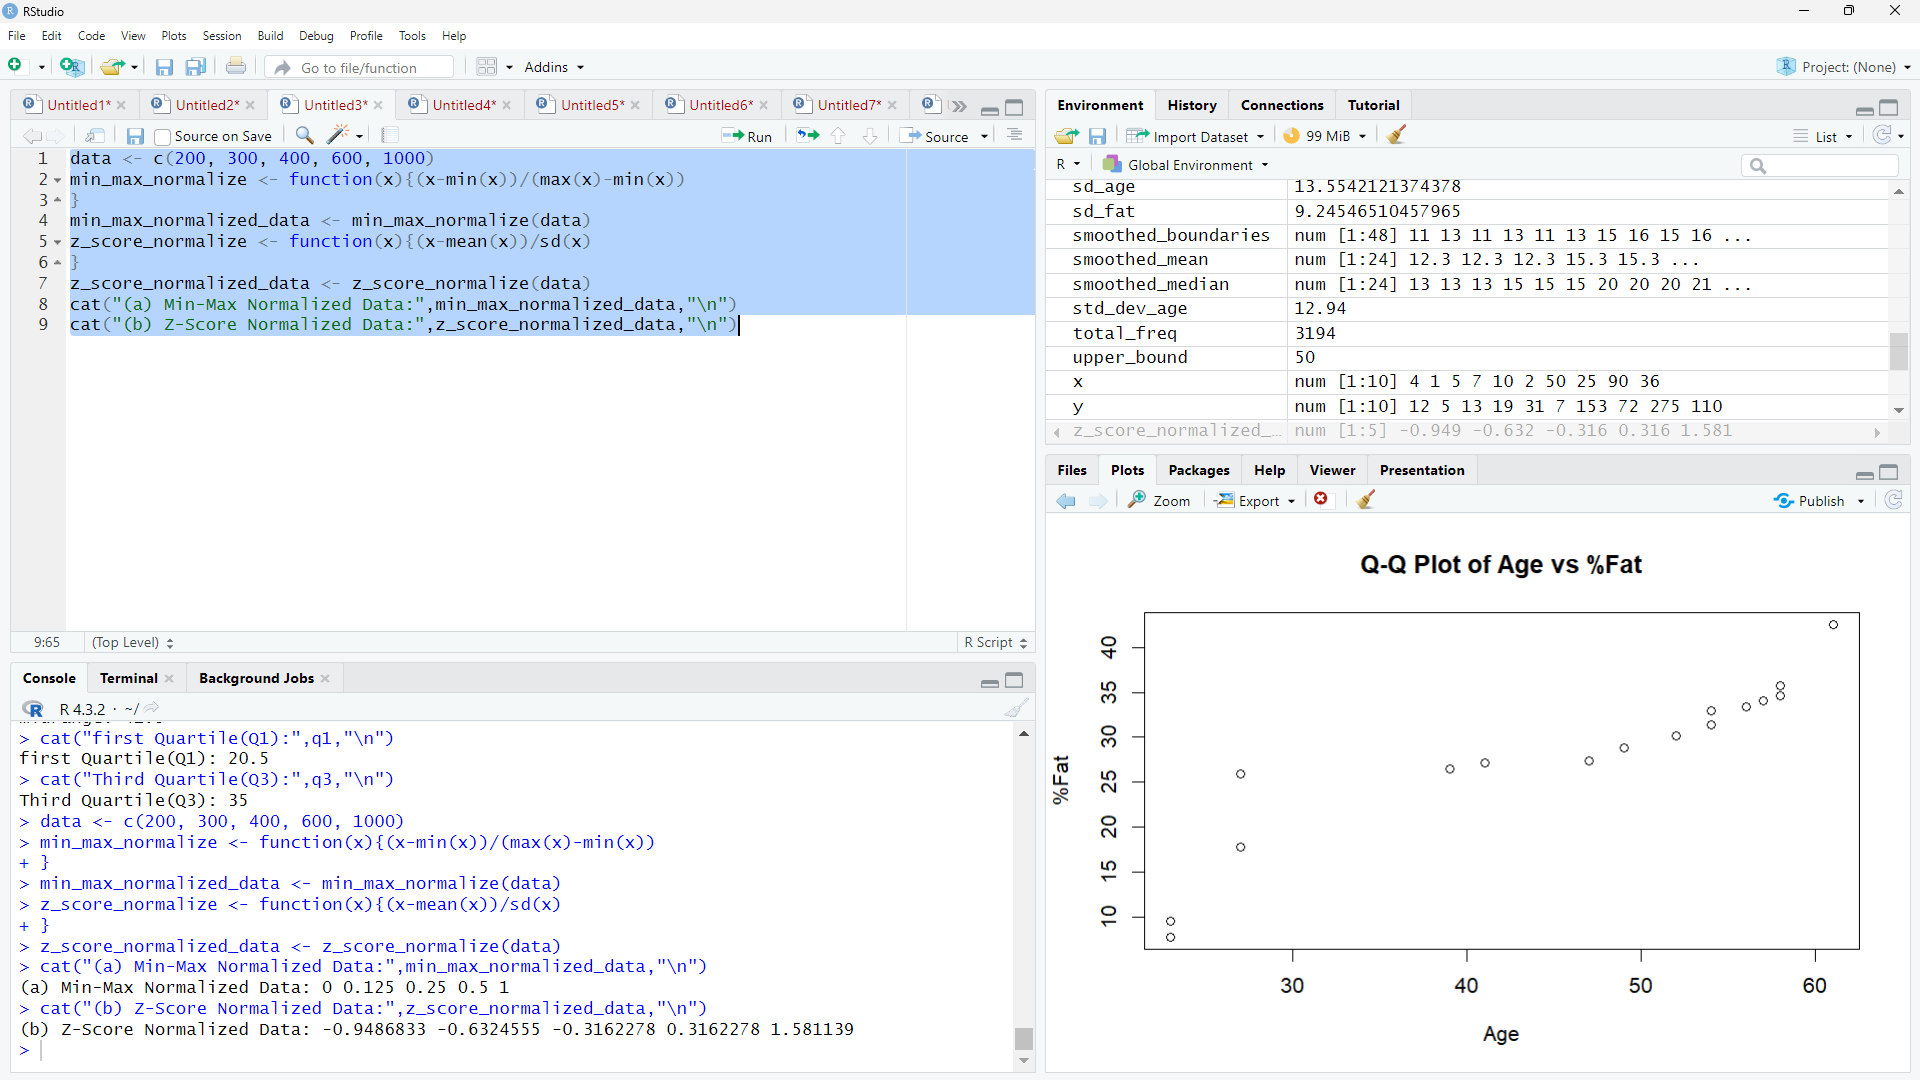 RStudio
File Edit Code View Plots Session Build Debug Profile Tools Help
Go to file/function Addins Project: (None)
Untitled1* Untitled2* Untitled3* Untitled4* Untitled5* Untitled6* Untitled7*
Source on Save Run Source
1 data <- c(200, 300, 400, 600, 1000)
2 min_max_normalize <- function(x){(x-min(x))/(max(x)-min(x))
3 }
4 min_max_normalized_data <- min_max_normalize(data)
5 z_score_normalize <- function(x){(x-mean(x))/sd(x)
6 }
7 z_score_normalized_data <- z_score_normalize(data)
8 cat("(a) Min-Max Normalized Data:",min_max_normalized_data,"\n")
9 cat("(b) Z-Score Normalized Data:",z_score_normalized_data,"\n")
9:65 (Top Level) R Script
Console Terminal Background Jobs
R 4.3.2 · ~/
> cat("first Quartile(Q1):",q1,"\n")
first Quartile(Q1): 20.5
> cat("Third Quartile(Q3):",q3,"\n")
Third Quartile(Q3): 35
> data <- c(200, 300, 400, 600, 1000)
> min_max_normalize <- function(x){(x-min(x))/(max(x)-min(x))
+ }
> min_max_normalized_data <- min_max_normalize(data)
> z_score_normalize <- function(x){(x-mean(x))/sd(x)
+ }
> z_score_normalized_data <- z_score_normalize(data)
> cat("(a) Min-Max Normalized Data:",min_max_normalized_data,"\n")
(a) Min-Max Normalized Data: 0 0.125 0.25 0.5 1
> cat("(b) Z-Score Normalized Data:",z_score_normalized_data,"\n")
(b) Z-Score Normalized Data: -0.9486833 -0.6324555 -0.3162278 0.3162278 1.581139
>
Environment History Connections Tutorial
Import Dataset 99 MiB List
R Global Environment
sd_age 13.5542121374378
sd_fat 9.24546510457965
smoothed_boundaries num [1:48] 11 13 11 13 11 13 15 16 15 16 ...
smoothed_mean num [1:24] 12.3 12.3 12.3 15.3 15.3 ...
smoothed_median num [1:24] 13 13 13 15 15 15 20 20 20 21 ...
std_dev_age 12.94
total_freq 3194
upper_bound 50
x num [1:10] 4 1 5 7 10 2 50 25 90 36
y num [1:10] 12 5 13 19 31 7 153 72 275 110
z_score_normalized_… num [1:5] -0.949 -0.632 -0.316 0.316 1.581
Files Plots Packages Help Viewer Presentation
Zoom Export Publish
Q-Q Plot of Age vs %Fat
%Fat
40
35
30
25
20
15
10
30 40 50 60
Age